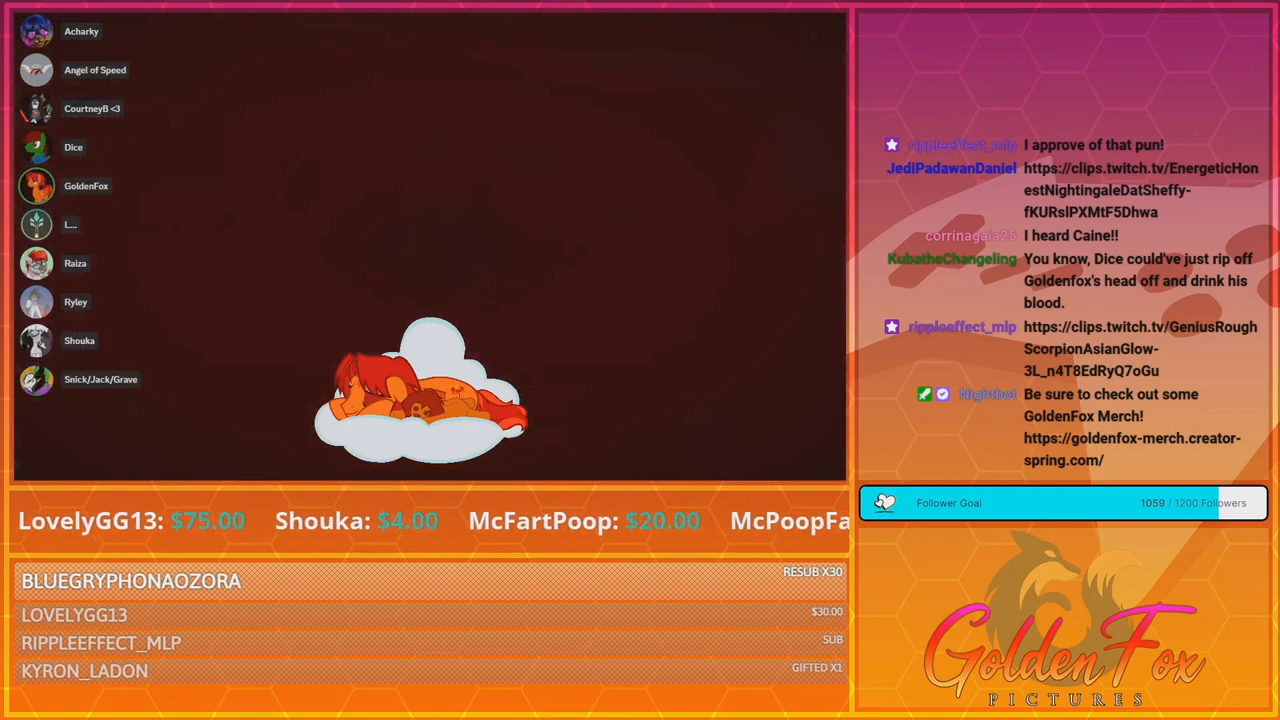 Acharky
Angel of Speed
CourtneyB <3
Dice
GoldenFox
L...
Raiza
Ryley
Shouka
Snick/Jack/Grave
rippleeffect_mlp I approve of that pun!
JediPadawanDaniel https://clips.twitch.tv/EnergeticHon
estNightingaleDatSheffy-
fKURslPXMtF5Dhwa
corrinagaia25 I heard Caine!!
KubatheChangeling You know, Dice could've just rip off
Goldenfox's head off and drink his
blood.
rippleeffect_mlp https://clips.twitch.tv/GeniusRough
ScorpionAsianGlow-
3L_n4T8EdRyQ7oGu
Nightbot Be sure to check out some
GoldenFox Merch!
https://goldenfox-merch.creator-
spring.com/
Follower Goal 1059 / 1200 Followers
LovelyGG13: $75.00 Shouka: $4.00 McFartPoop: $20.00 McPoopFa
BLUEGRYPHONAOZORA RESUB X30
LOVELYGG13 $30.00
RIPPLEEFFECT_MLP SUB
KYRON_LADON GIFTED X1
GoldenFox
PICTURES